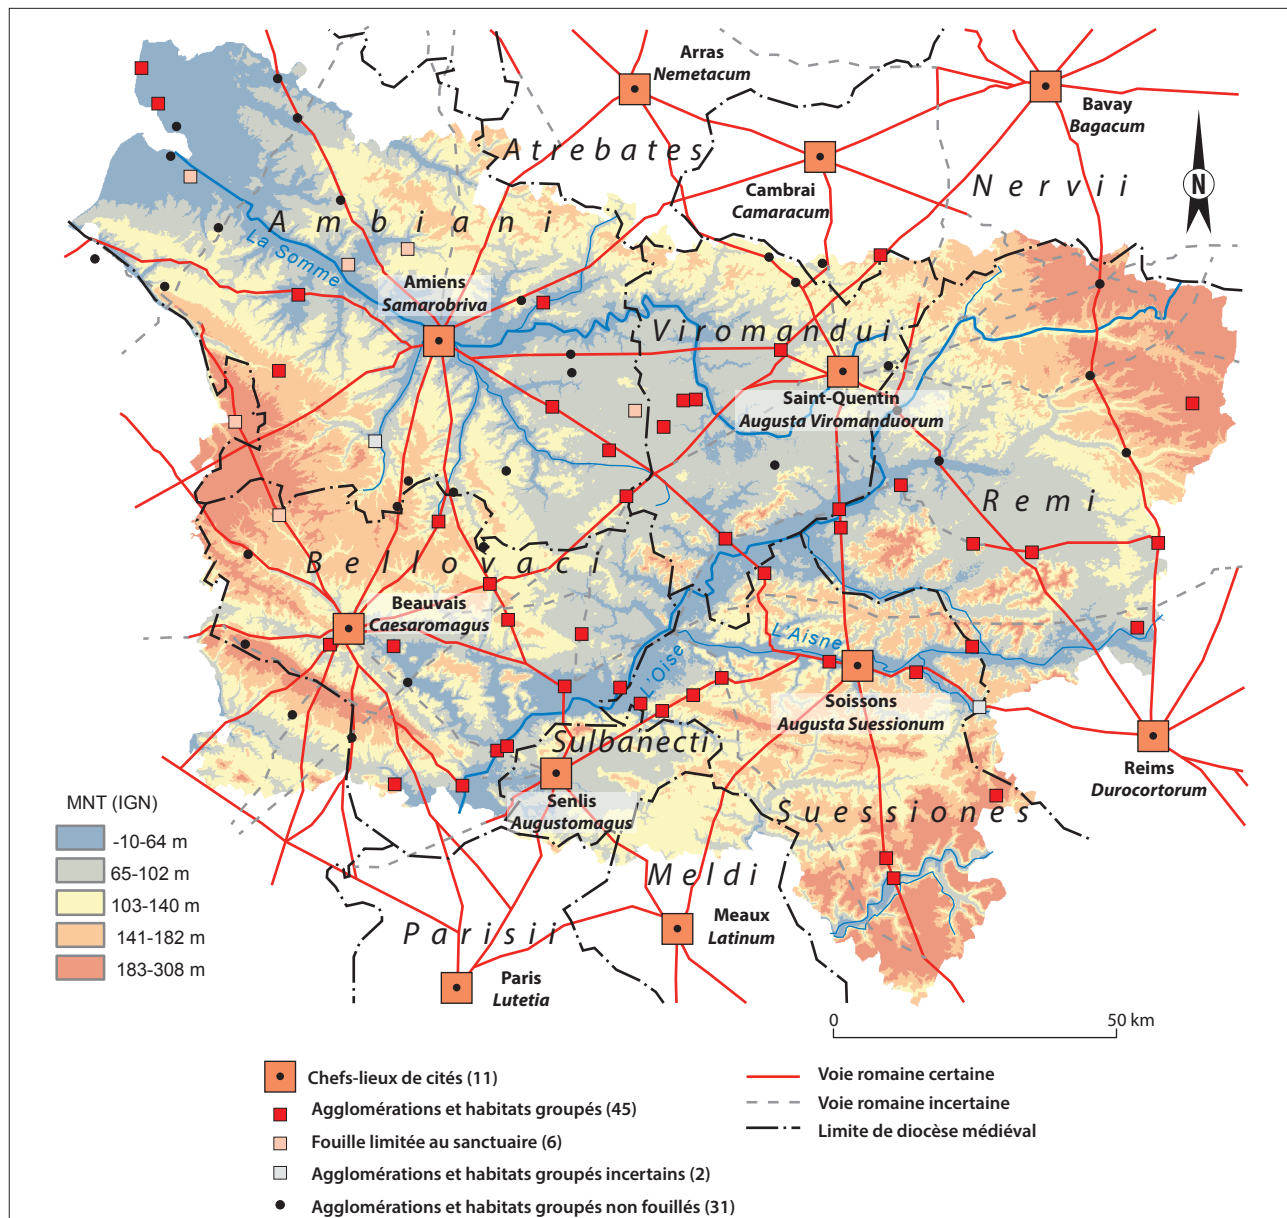 Arras
Nemetacum
Bavay
Bagacum
Atrebates
Cambrai
Camaracum
Nervii
N
Ambiani
La Somme
Amiens
Samarobriva
Viromandui
Saint-Quentin
Augusta Viromanduorum
Remi
Bellovaci
Beauvais
Caesaromagus
L'Aisne
L'Oise
Soissons
Augusta Suessionum
Sulbanecti
Reims
Durocortorum
Senlis
Augustomagus
Suessiones
MNT (IGN)
-10-64 m
65-102 m
103-140 m
141-182 m
183-308 m
Meldi
Meaux
Latinum
Parisii
Paris
Lutetia
0 50 km
Chefs-lieux de cités (11)
Agglomérations et habitats groupés (45)
Fouille limitée au sanctuaire (6)
Agglomérations et habitats groupés incertains (2)
Agglomérations et habitats groupés non fouillés (31)
Voie romaine certaine
Voie romaine incertaine
Limite de diocèse médiéval